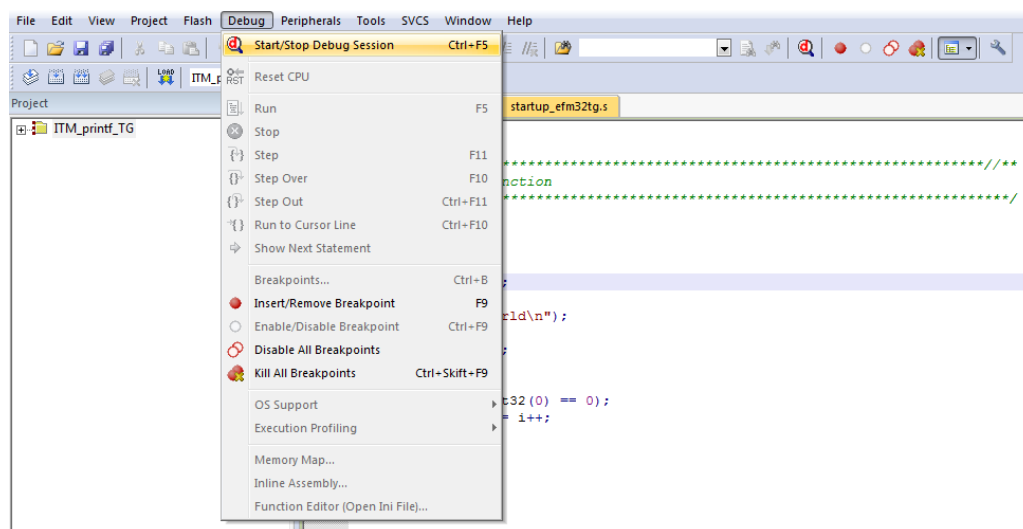 File Edit View Project Flash Debug Peripherals Tools SVCS Window Help
Start/Stop Debug Session Ctrl+F5
LOAD
Reset CPU
RST
Project
Run F5
startup_efm32tg.s
ITM_printf_TG
Stop
Step F11
**********************************************************//**
Step Over F10
nction
Step Out Ctrl+F11
*************************************************************/
Run to Cursor Line Ctrl+F10
Show Next Statement
Breakpoints... Ctrl+B
;
Insert/Remove Breakpoint F9
rld\n");
Enable/Disable Breakpoint Ctrl+F9
Disable All Breakpoints
;
Kill All Breakpoints Ctrl+Skift+F9
OS Support
t32(0) == 0);
= i++;
Execution Profiling
Memory Map...
Inline Assembly...
Function Editor (Open Ini File)...